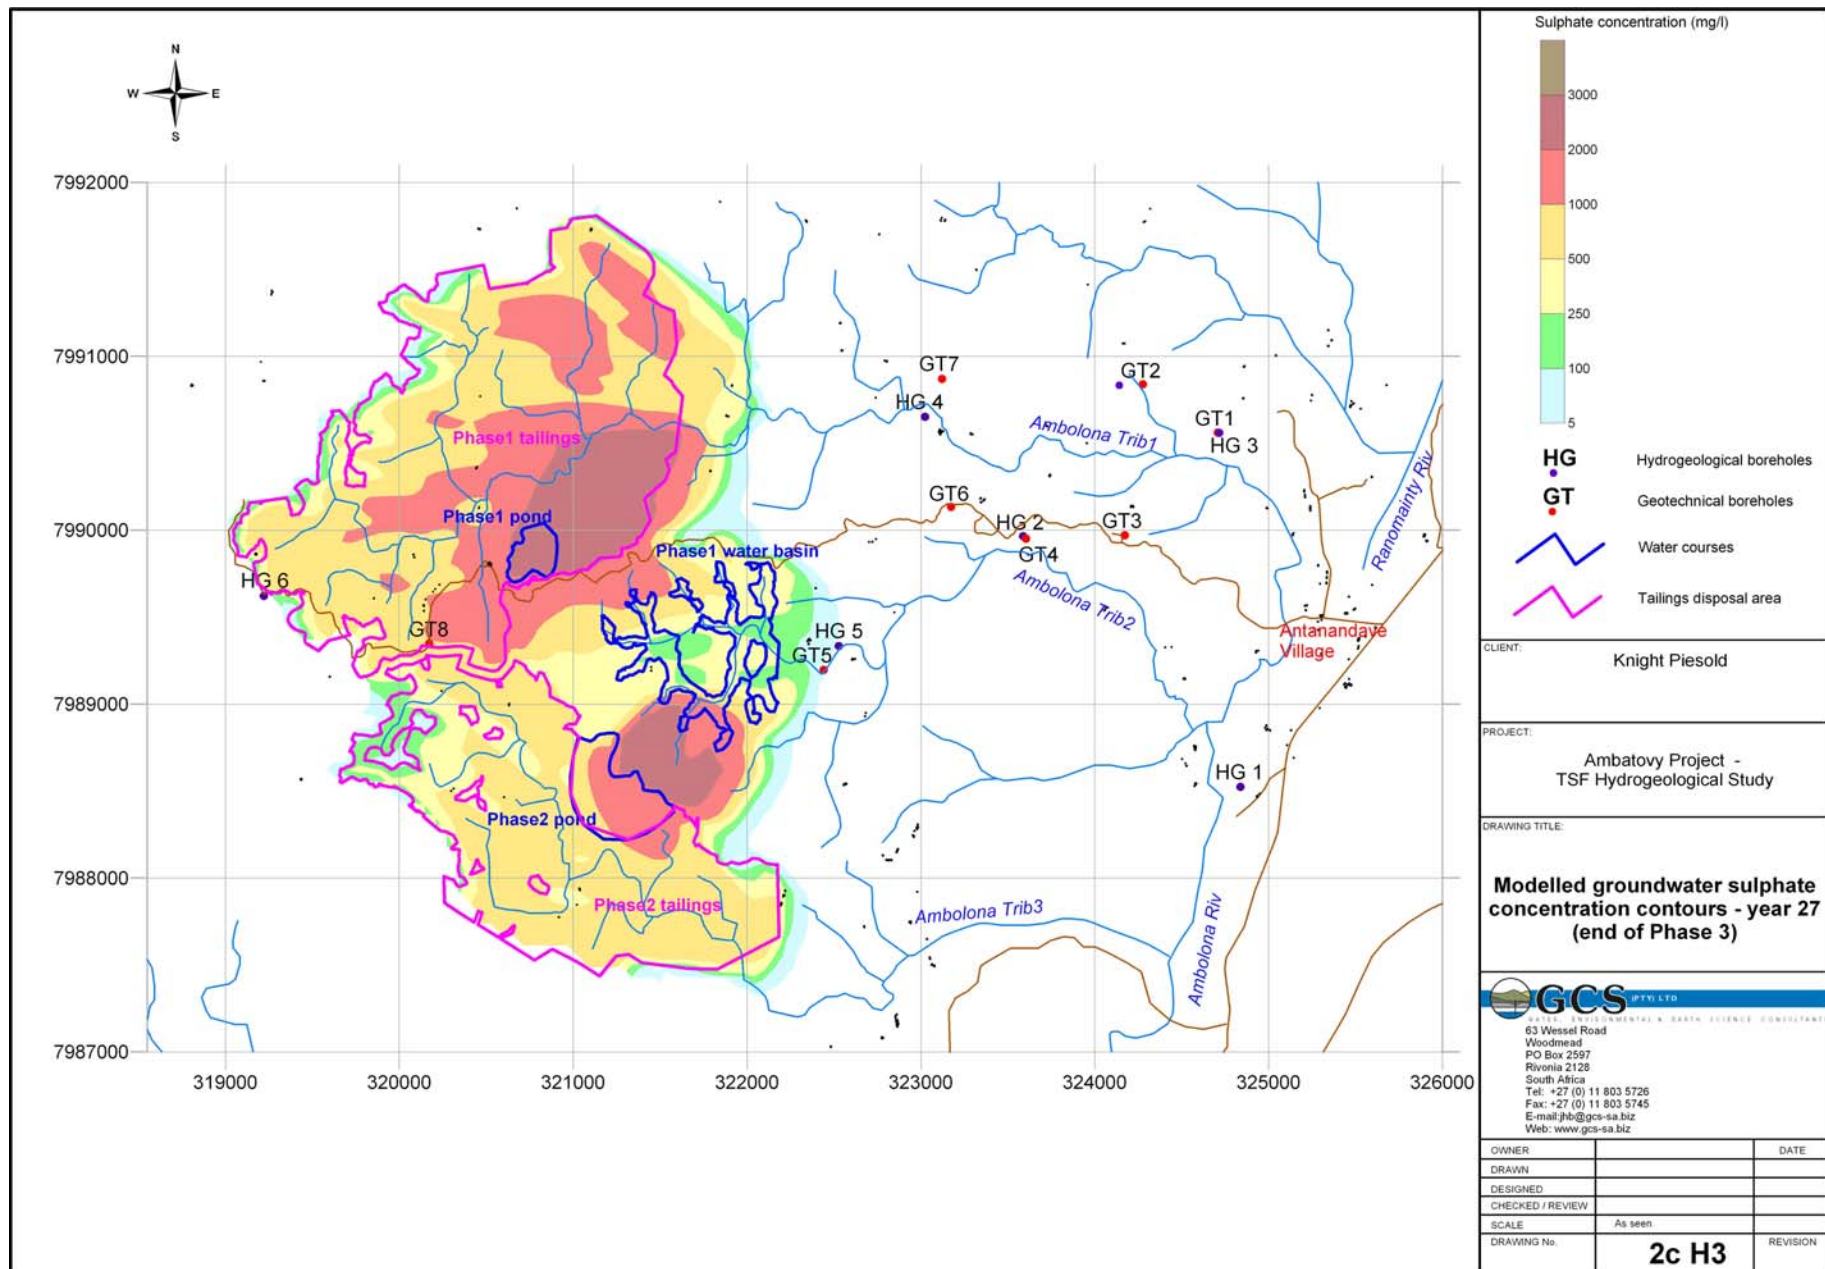 N
W
E
S
7992000
7991000
7990000
7989000
7988000
7987000
319000
320000
321000
322000
323000
324000
325000
326000
GT7
HG 4
GT2
GT1
HG 3
Ambolona Trib1
Ranomainty Riv
Phase1 tailings
Phase1 pond
GT6
HG 2
GT3
GT4
Phase1 water basin
HG 6
Ambolona Trib2
GT8
HG 5
GT5
Antanandave
Village
HG 1
Phase2 pond
Phase2 tailings
Ambolona Trib3
Ambolona Riv
Sulphate concentration (mg/l)
3000
2000
1000
500
250
100
5
HG
Hydrogeological boreholes
GT
Geotechnical boreholes
Water courses
Tailings disposal area
CLIENT:
Knight Piesold
PROJECT:
Ambatovy Project -
TSF Hydrogeological Study
DRAWING TITLE:
Modelled groundwater sulphate
concentration contours - year 27
(end of Phase 3)
GCS (PTY) LTD
WATER, ENVIRONMENTAL & EARTH SCIENCE CONSULTANTS
63 Wessel Road
Woodmead
PO Box 2597
Rivonia 2128
South Africa
Tel: +27 (0) 11 803 5726
Fax: +27 (0) 11 803 5745
E-mail:jhb@gcs-sa.biz
Web: www.gcs-sa.biz
OWNER
DATE
DRAWN
DESIGNED
CHECKED / REVIEW
SCALE
As seen
DRAWING No.
2c H3
REVISION